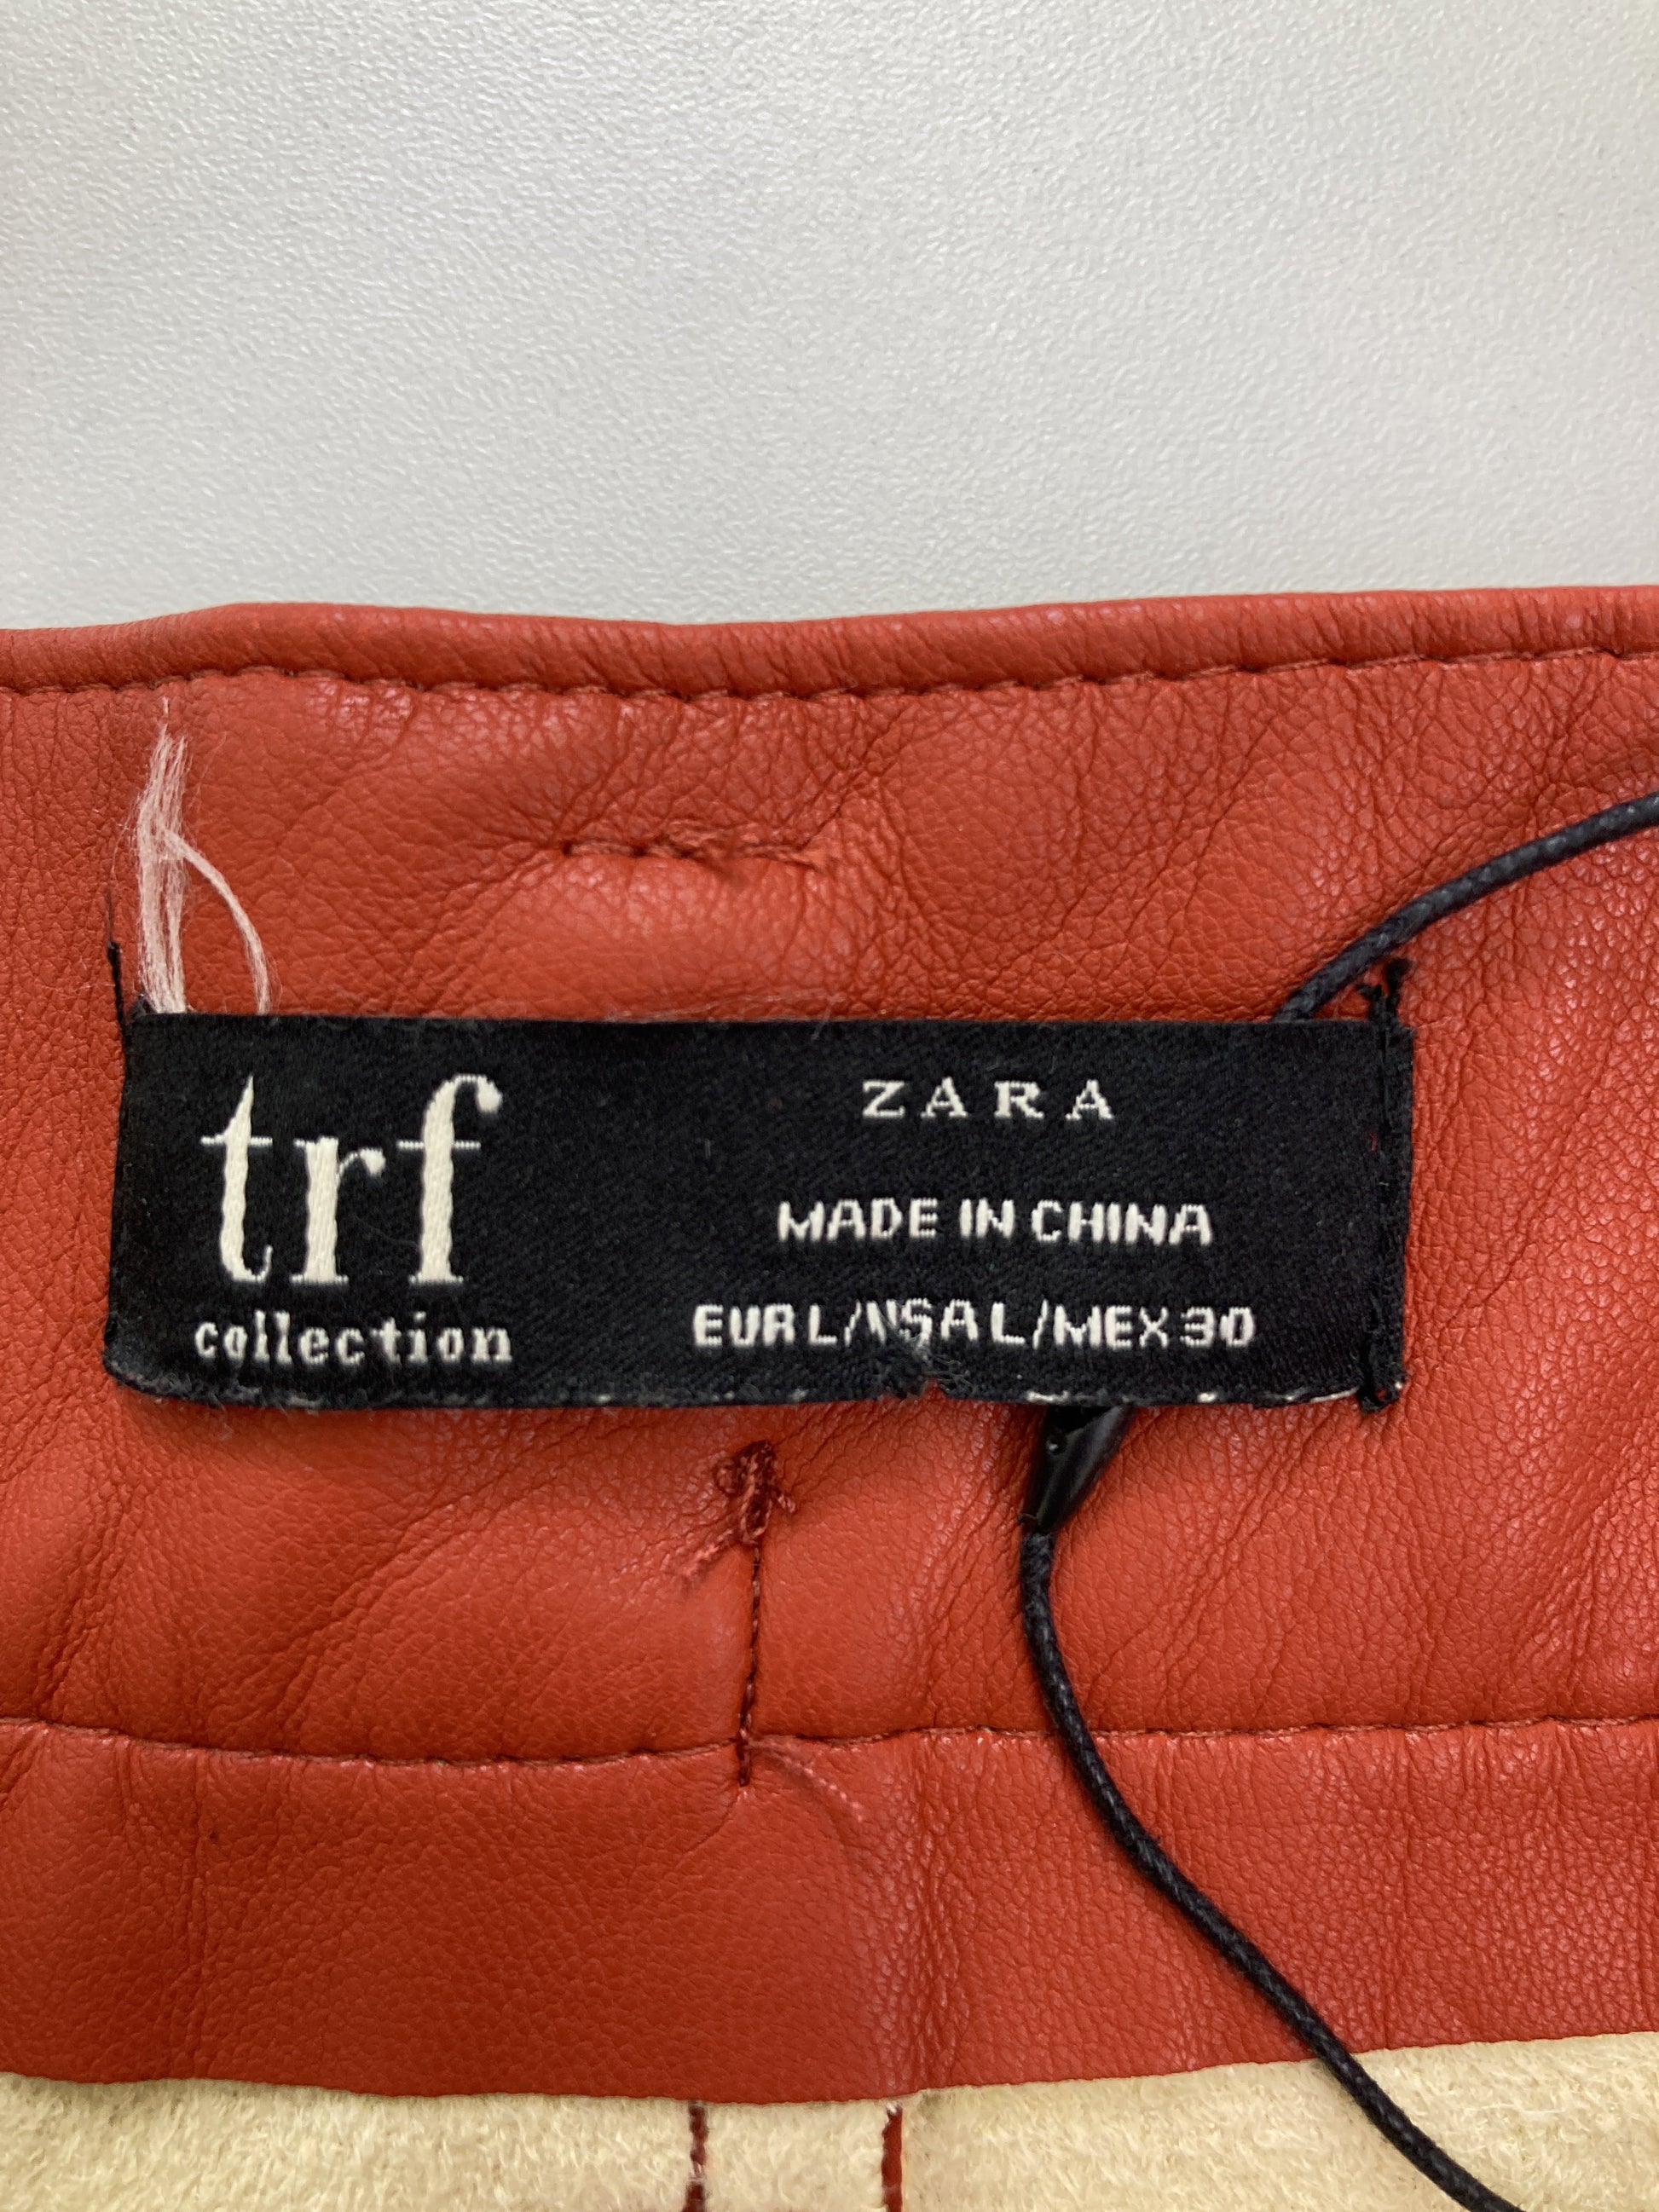 trf
collection
ZARA
MADE IN CHINA
EUR L/USA L/MEX 30